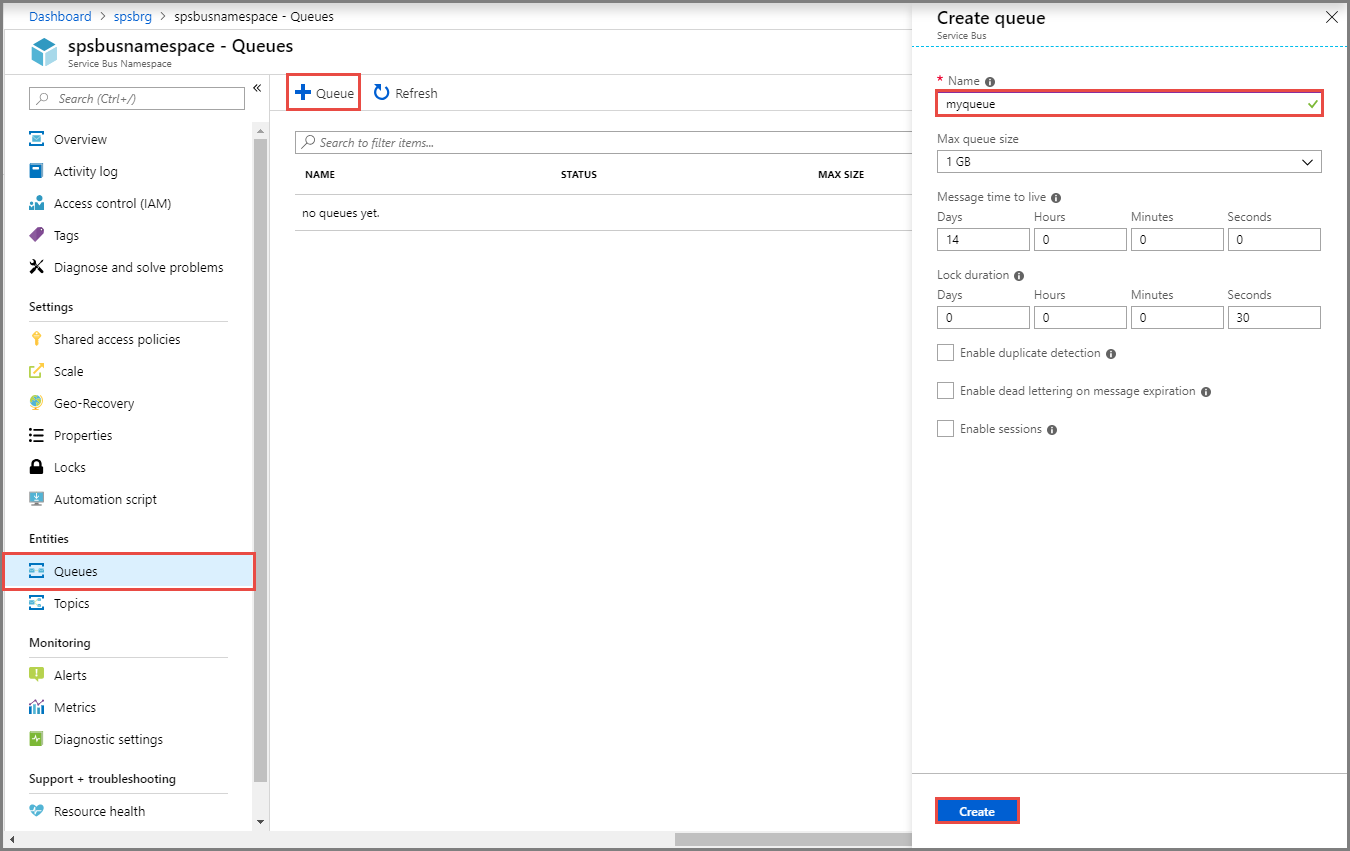 Dashboard > spsbrg > spsbusnamespace - Queues
spsbusnamespace - Queues
Service Bus Namespace
Search (Ctrl+/)
«
Overview
Activity log
Access control (IAM)
Tags
Diagnose and solve problems
Settings
Shared access policies
Scale
Geo-Recovery
Properties
Locks
Automation script
Entities
Queues
Topics
Monitoring
Alerts
Metrics
Diagnostic settings
Support + troubleshooting
Resource health
Queue Refresh
Search to filter items...
NAME STATUS MAX SIZE
no queues yet.
Create queue
Service Bus
* Name
myqueue
Max queue size
1 GB
Message time to live
Days Hours Minutes Seconds
14 0 0 0
Lock duration
Days Hours Minutes Seconds
0 0 0 30
Enable duplicate detection
Enable dead lettering on message expiration
Enable sessions
Create